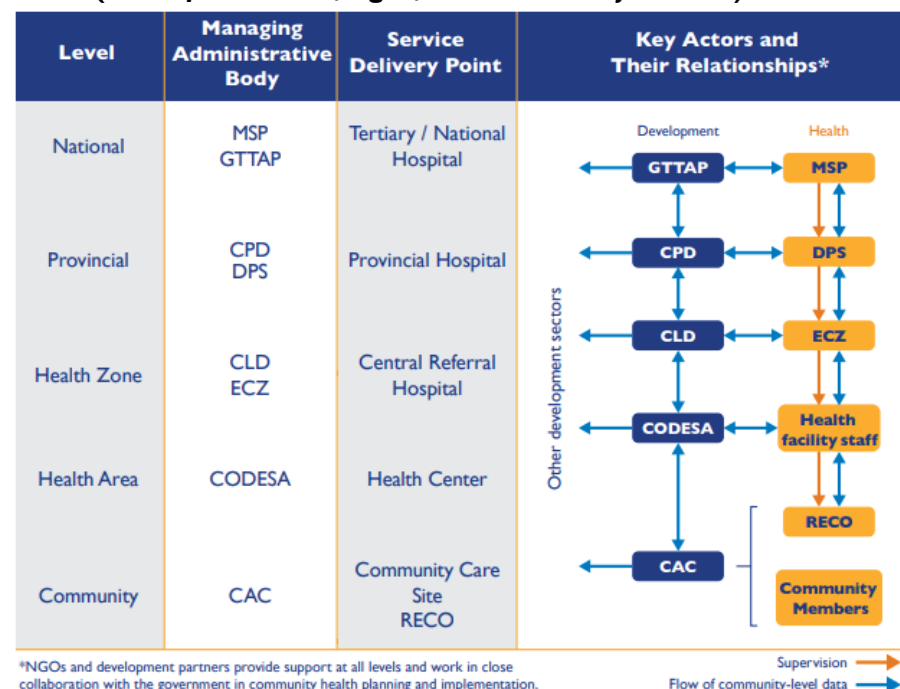 Level
Managing
Administrative
Body
Service
Delivery Point
Key Actors and
Their Relationships*
National
MSP
GTTAP
Tertiary / National
Hospital
Provincial
CPD
DPS
Provincial Hospital
Health Zone
CLD
ECZ
Central Referral
Hospital
Health Area
CODESA
Health Center
Community
CAC
Community Care
Site
RECO
Other development sectors
Development
Health
GTTAP
MSP
CPD
DPS
CLD
ECZ
CODESA
Health
facility staff
RECO
CAC
Community
Members
*NGOs and development partners provide support at all levels and work in close
collaboration with the government in community health planning and implementation.
Supervision
Flow of community-level data